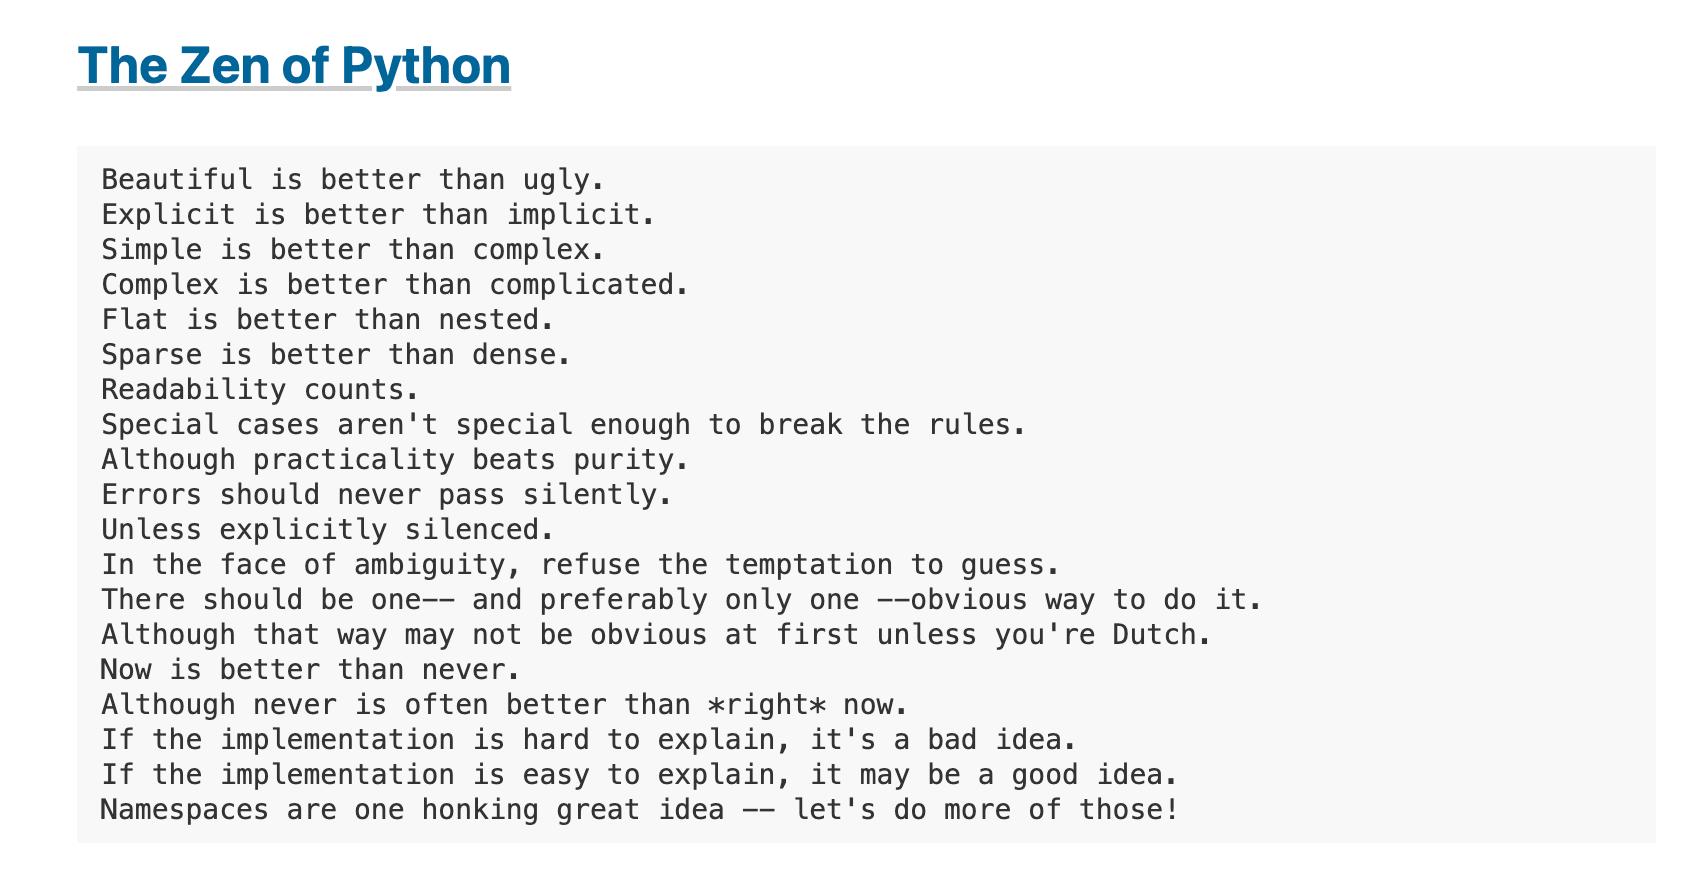 The Zen of Python
Beautiful is better than ugly.
Explicit is better than implicit.
Simple is better than complex.
Complex is better than complicated.
Flat is better than nested.
Sparse is better than dense.
Readability counts.
Special cases aren't special enough to break the rules.
Although practicality beats purity.
Errors should never pass silently.
Unless explicitly silenced.
In the face of ambiguity, refuse the temptation to guess.
There should be one-- and preferably only one --obvious way to do it.
Although that way may not be obvious at first unless you're Dutch.
Now is better than never.
Although never is often better than *right* now.
If the implementation is hard to explain, it's a bad idea.
If the implementation is easy to explain, it may be a good idea.
Namespaces are one honking great idea -- let's do more of those!